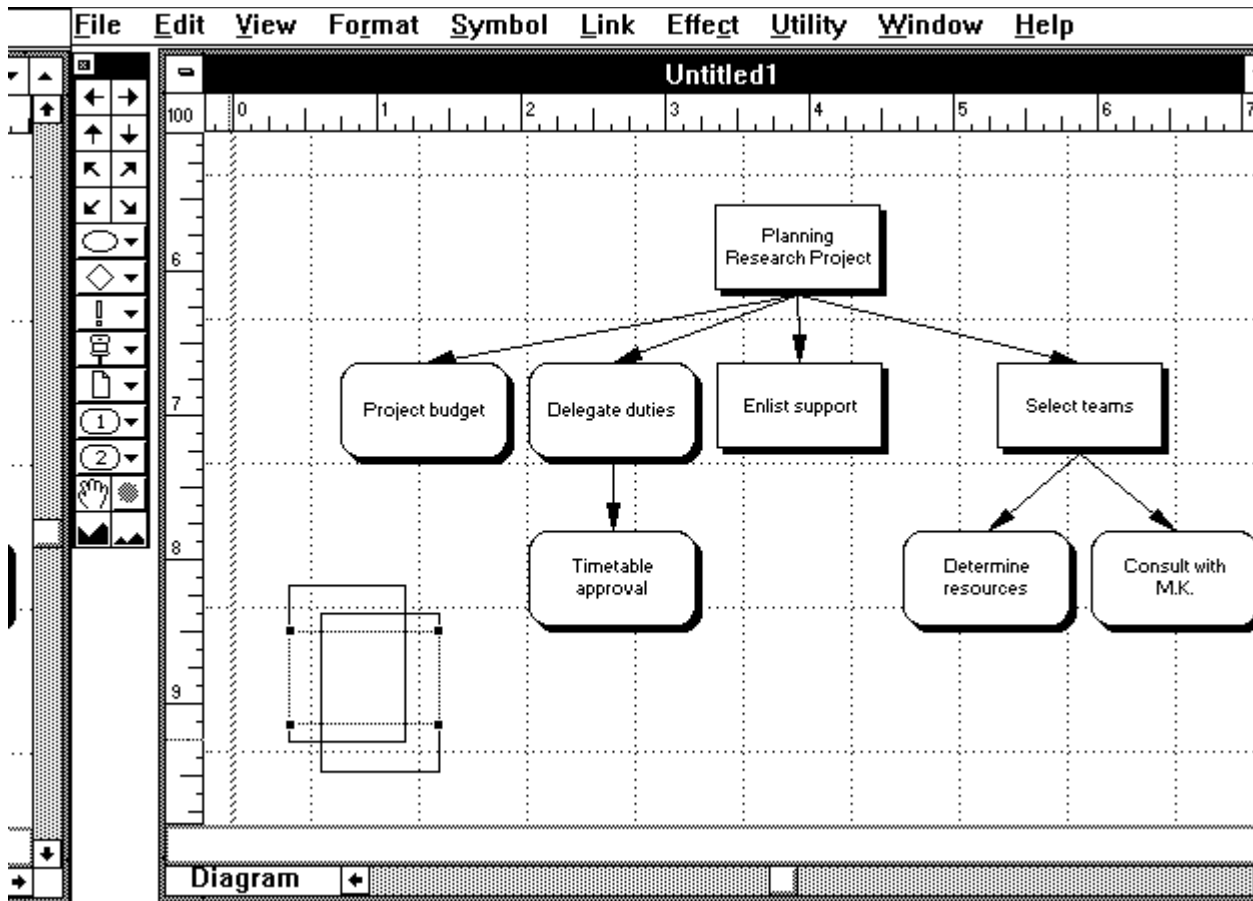 File Edit View Format Symbol Link Effect Utility Window Help
Untitled1
100
0 1 2 3 4 5 6 7
6
7
8
9
Planning
Research Project
Project budget
Delegate duties
Enlist support
Select teams
Timetable
approval
Determine
resources
Consult with
M.K.
1
2
Diagram